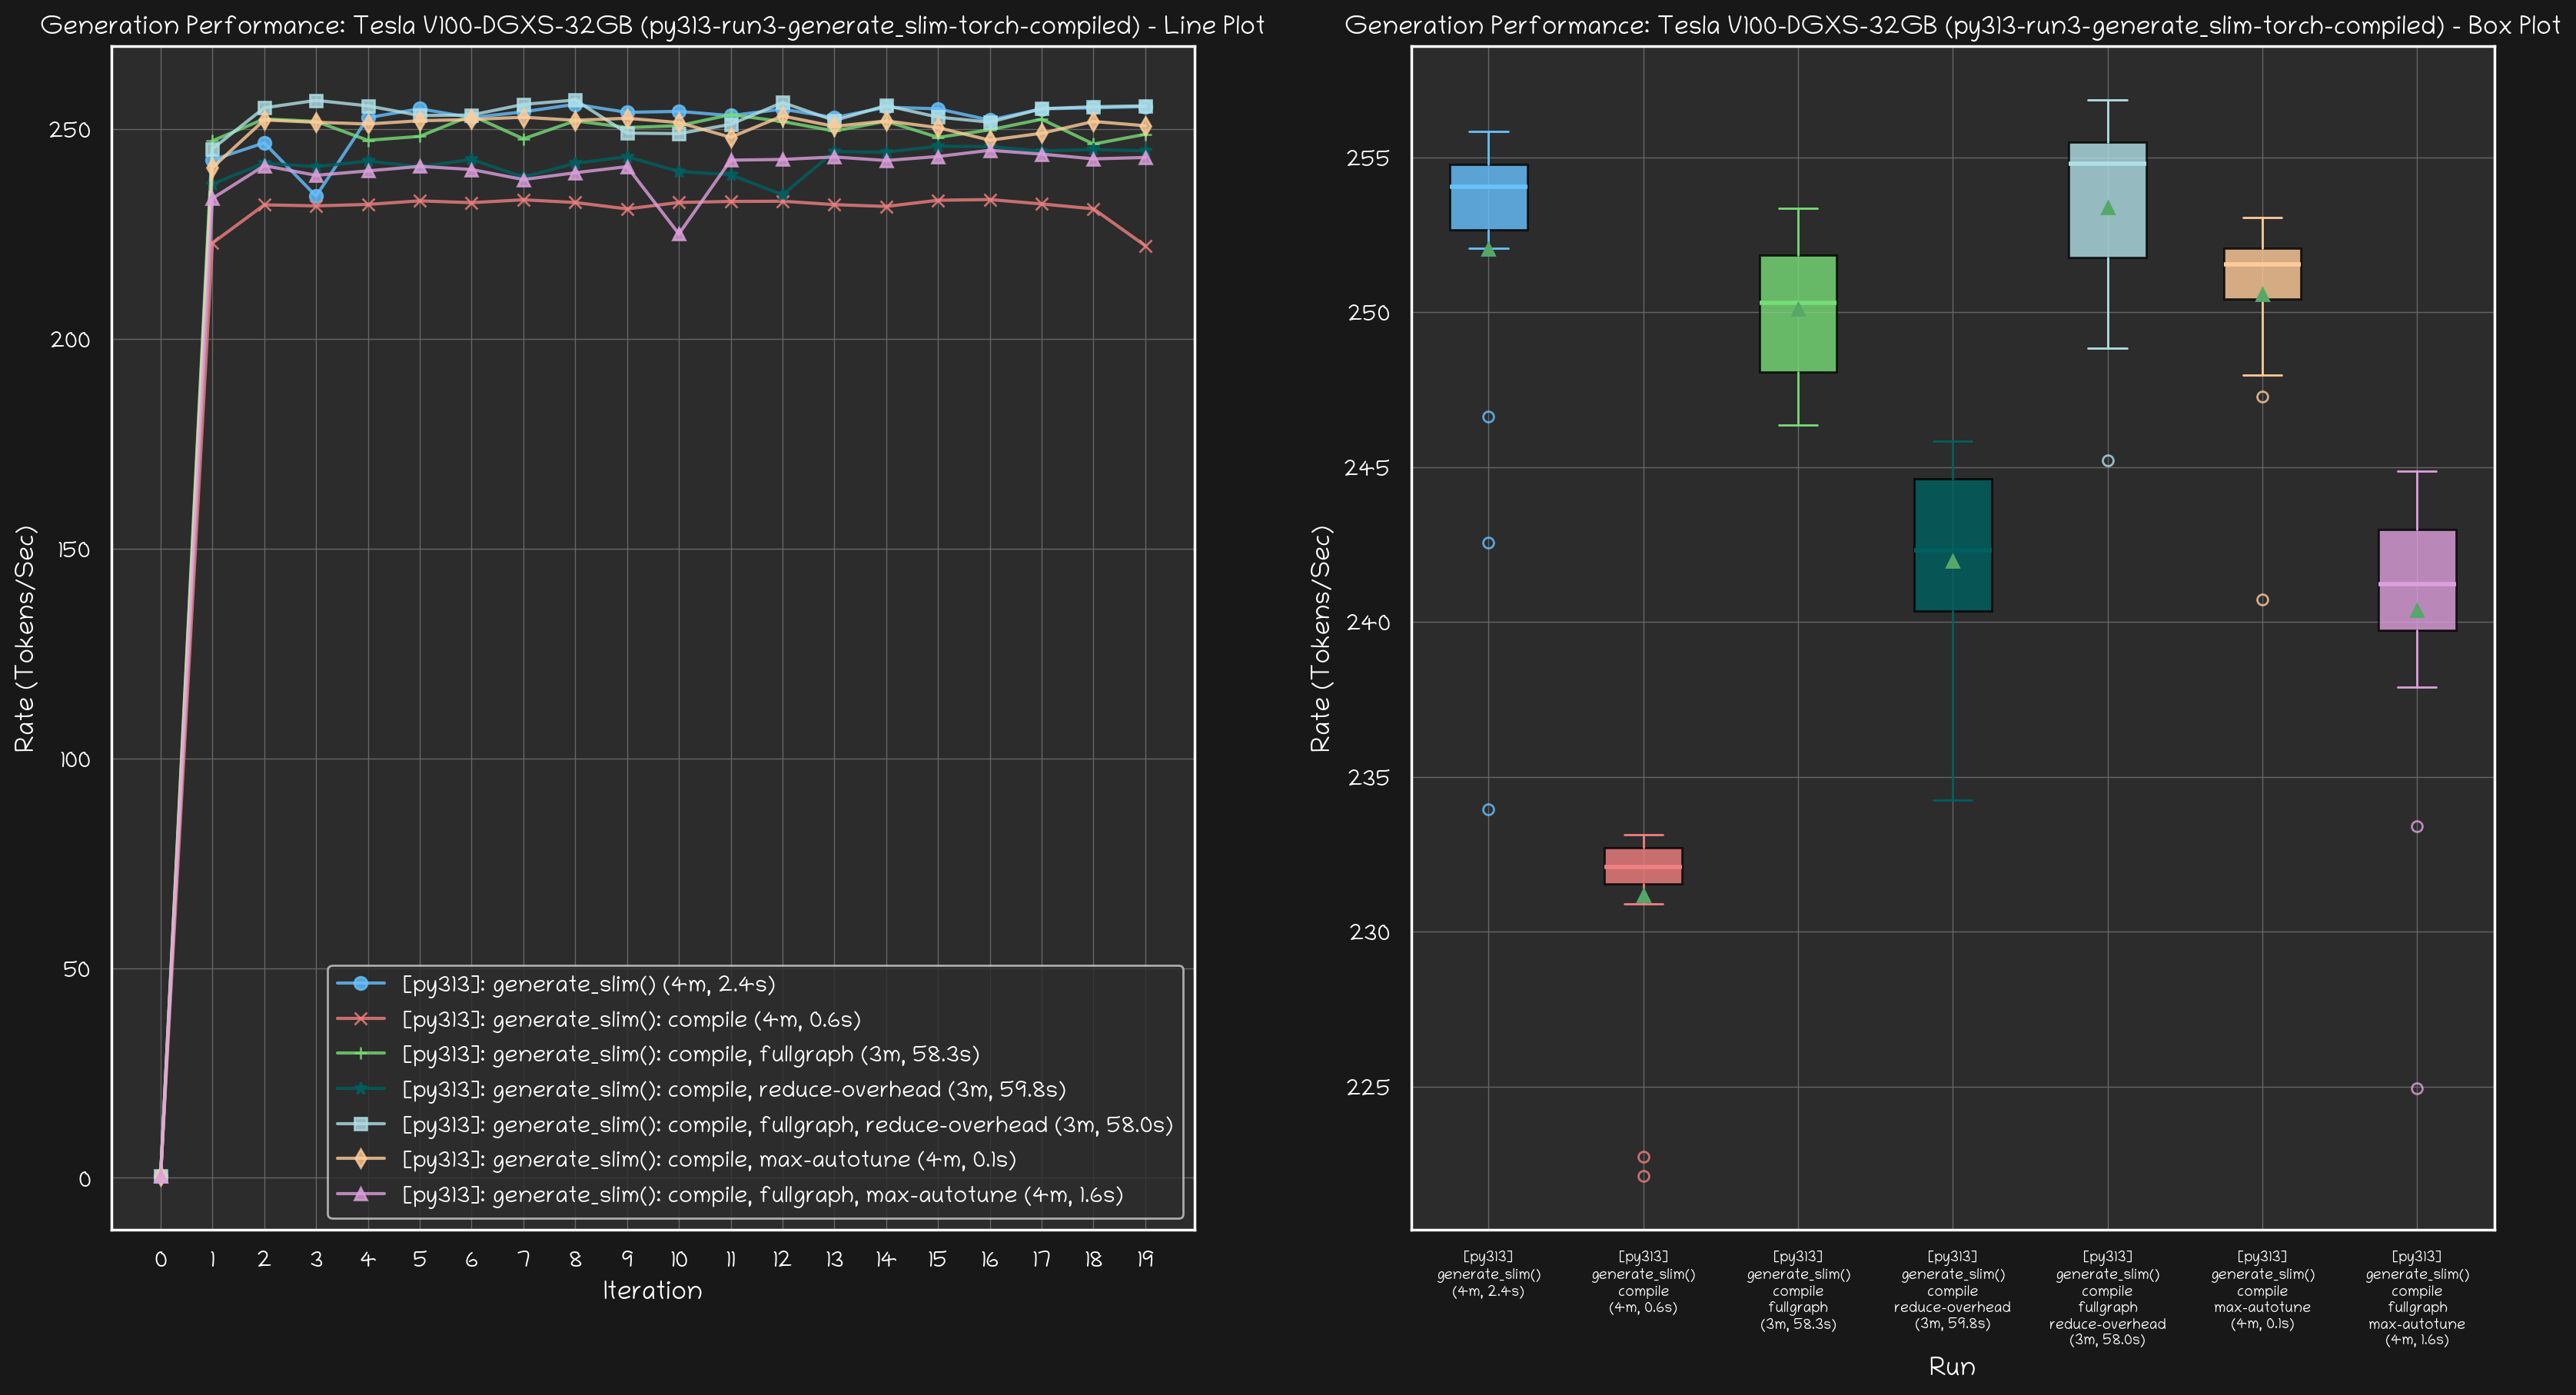 Generation Performance: Tesla V100-DGXS-32GB (py313-run3-generate_slim-torch-compiled) - Line Plot
Rate (Tokens/Sec)
250
200
150
100
50
0
[py313]: generate_slim() (4m, 2.4s)
[py313]: generate_slim(): compile (4m, 0.6s)
[py313]: generate_slim(): compile, fullgraph (3m, 58.3s)
[py313]: generate_slim(): compile, reduce-overhead (3m, 59.8s)
[py313]: generate_slim(): compile, fullgraph, reduce-overhead (3m, 58.0s)
[py313]: generate_slim(): compile, max-autotune (4m, 0.1s)
[py313]: generate_slim(): compile, fullgraph, max-autotune (4m, 1.6s)
0 1 2 3 4 5 6 7 8 9 10 11 12 13 14 15 16 17 18 19
Iteration
Generation Performance: Tesla V100-DGXS-32GB (py313-run3-generate_slim-torch-compiled) - Box Plot
Rate (Tokens/Sec)
255
250
245
240
235
230
225
[py313]
generate_slim()
(4m, 2.4s)
[py313]
generate_slim()
compile
(4m, 0.6s)
[py313]
generate_slim()
compile
fullgraph
(3m, 58.3s)
[py313]
generate_slim()
compile
reduce-overhead
(3m, 59.8s)
[py313]
generate_slim()
compile
fullgraph
reduce-overhead
(3m, 58.0s)
[py313]
generate_slim()
compile
max-autotune
(4m, 0.1s)
[py313]
generate_slim()
compile
fullgraph
max-autotune
(4m, 1.6s)
Run